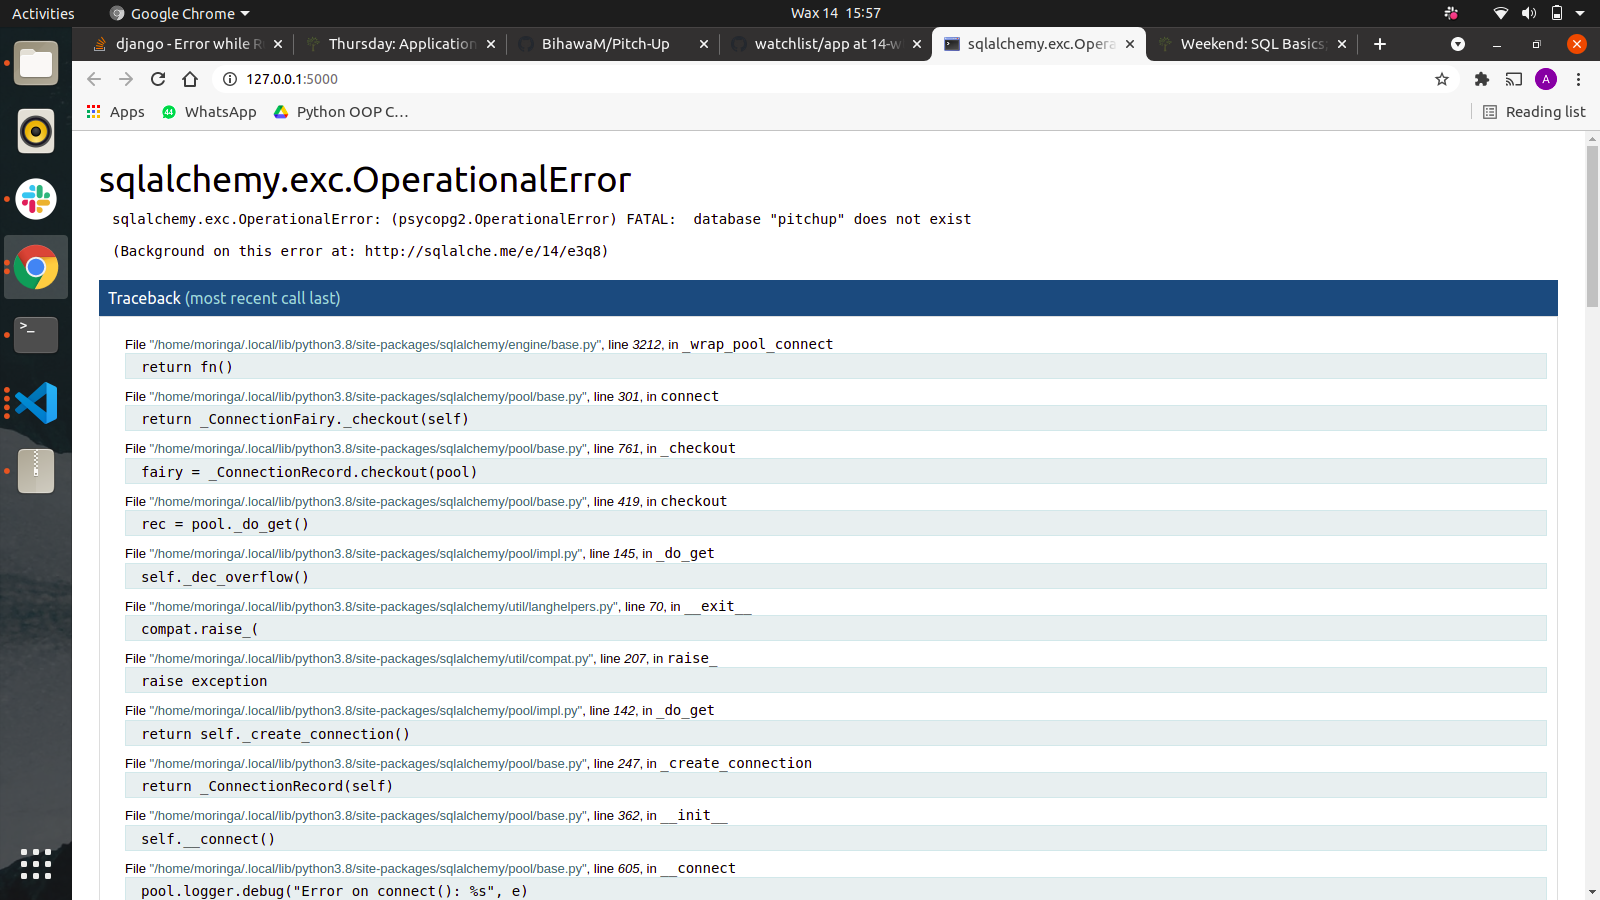 Activities
Google Chrome
Wax 14 15:57
django - Error while R
Thursday: Application
BihawaM/Pitch-Up
watchlist/app at 14-w
sqlalchemy.exc.Opera
Weekend: SQL Basics;
127.0.0.1:5000
A
Apps
44
WhatsApp
Python OOP C...
Reading list
sqlalchemy.exc.OperationalError
sqlalchemy.exc.OperationalError: (psycopg2.OperationalError) FATAL:  database "pitchup" does not exist
(Background on this error at: http://sqlalche.me/e/14/e3q8)
Traceback (most recent call last)
File "/home/moringa/.local/lib/python3.8/site-packages/sqlalchemy/engine/base.py", line 3212, in _wrap_pool_connect
return fn()
File "/home/moringa/.local/lib/python3.8/site-packages/sqlalchemy/pool/base.py", line 301, in connect
return _ConnectionFairy._checkout(self)
File "/home/moringa/.local/lib/python3.8/site-packages/sqlalchemy/pool/base.py", line 761, in _checkout
fairy = _ConnectionRecord.checkout(pool)
File "/home/moringa/.local/lib/python3.8/site-packages/sqlalchemy/pool/base.py", line 419, in checkout
rec = pool._do_get()
File "/home/moringa/.local/lib/python3.8/site-packages/sqlalchemy/pool/impl.py", line 145, in _do_get
self._dec_overflow()
File "/home/moringa/.local/lib/python3.8/site-packages/sqlalchemy/util/langhelpers.py", line 70, in __exit__
compat.raise_(
File "/home/moringa/.local/lib/python3.8/site-packages/sqlalchemy/util/compat.py", line 207, in raise_
raise exception
File "/home/moringa/.local/lib/python3.8/site-packages/sqlalchemy/pool/impl.py", line 142, in _do_get
return self._create_connection()
File "/home/moringa/.local/lib/python3.8/site-packages/sqlalchemy/pool/base.py", line 247, in _create_connection
return _ConnectionRecord(self)
File "/home/moringa/.local/lib/python3.8/site-packages/sqlalchemy/pool/base.py", line 362, in __init__
self.__connect()
File "/home/moringa/.local/lib/python3.8/site-packages/sqlalchemy/pool/base.py", line 605, in __connect
pool.logger.debug("Error on connect(): %s", e)